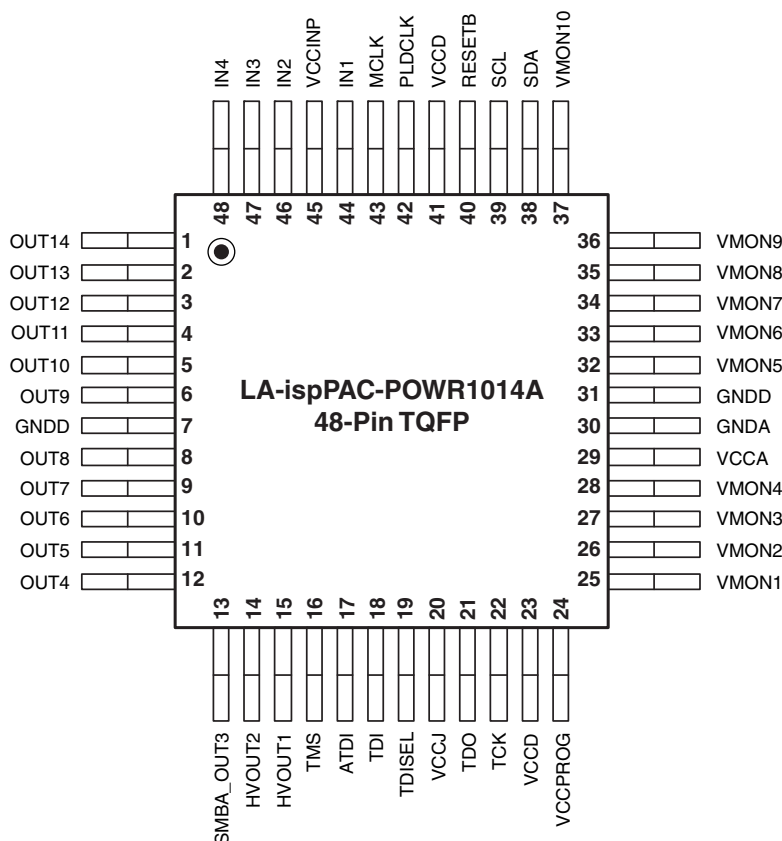 IN4
IN3
IN2
VCCINP
IN1
MCLK
PLDCLK
VCCD
RESETB
SCL
SDA
VMON10
48
47
46
45
44
43
42
41
40
39
38
37
OUT14 1
OUT13 2
OUT12 3
OUT11 4
OUT10 5
OUT9 6
GNDD 7
OUT8 8
OUT7 9
OUT6 10
OUT5 11
OUT4 12
LA-ispPAC-POWR1014A
48-Pin TQFP
36 VMON9
35 VMON8
34 VMON7
33 VMON6
32 VMON5
31 GNDD
30 GNDA
29 VCCA
28 VMON4
27 VMON3
26 VMON2
25 VMON1
13
14
15
16
17
18
19
20
21
22
23
24
SMBA_OUT3
HVOUT2
HVOUT1
TMS
ATDI
TDI
TDISEL
VCCJ
TDO
TCK
VCCD
VCCPROG